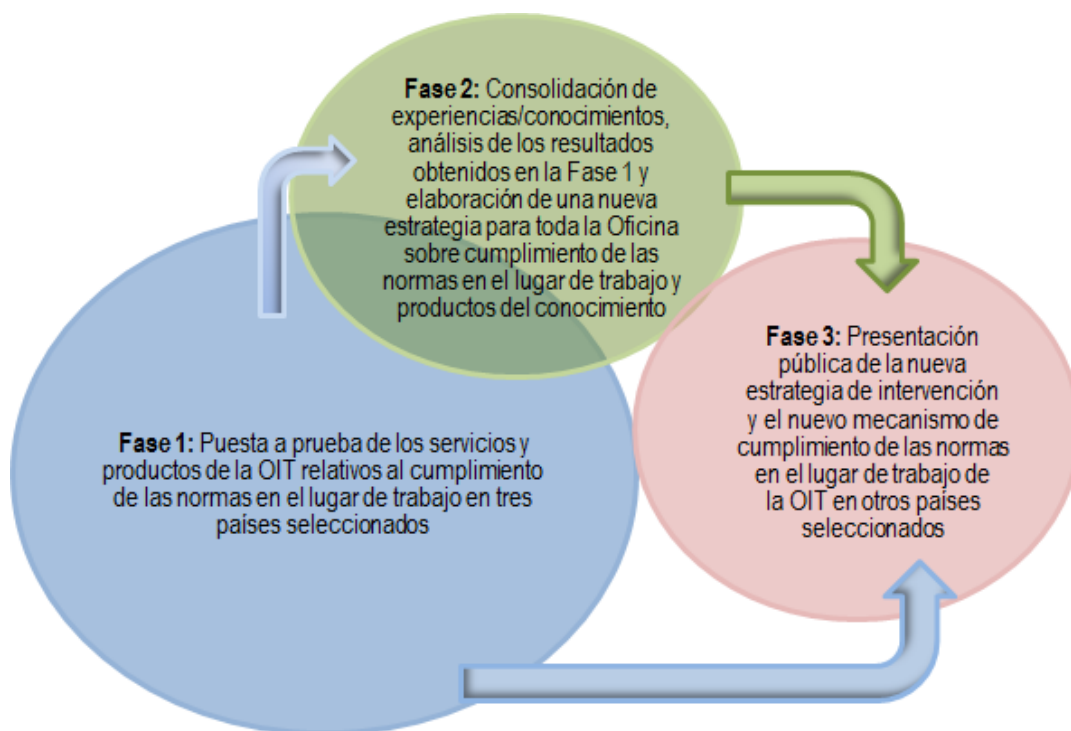 Fase 2: Consolidación de
experiencias/conocimientos,
análisis de los resultados
obtenidos en la Fase 1 y
elaboración de una nueva
estrategia para toda la Oficina
sobre cumplimiento de las
normas en el lugar de trabajo y
productos del conocimiento
Fase 3: Presentación
pública de la nueva
estrategia de intervención
y el nuevo mecanismo de
cumplimiento de las normas
en el lugar de trabajo de
la OIT en otros países
seleccionados
Fase 1: Puesta a prueba de los servicios y
productos de la OIT relativos al cumplimiento
de las normas en el lugar de trabajo en tres
países seleccionados